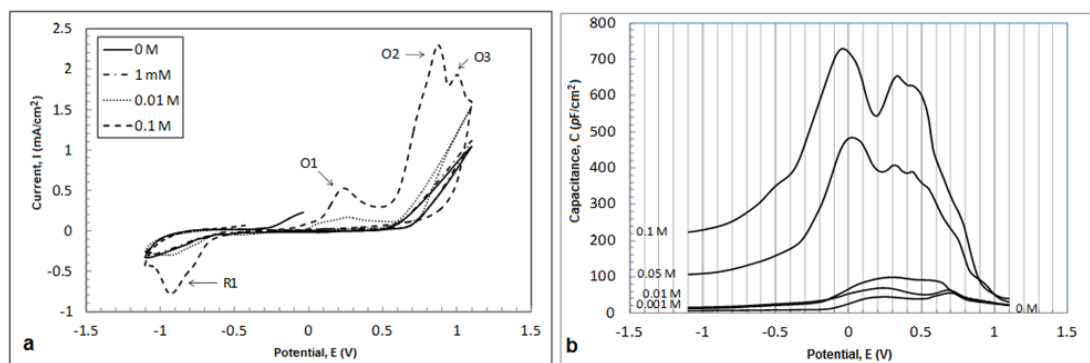 2.5
2
1.5
1
0.5
0
-0.5
-1
-1.5 -1 -0.5 0 0.5 1 1.5
Current, I (mA/cm2)
Potential, E (V)
0 M
1 mM
0.01 M
0.1 M
O1
O2
O3
R1
a
800
700
600
500
400
300
200
100
0
-1.5 -1.0 -0.5 0 0.5 1.0 1.5
Capacitance, C (pF/cm2)
Potential, E (V)
0.1 M
0.05 M
0.01 M
0.001 M
0 M
b